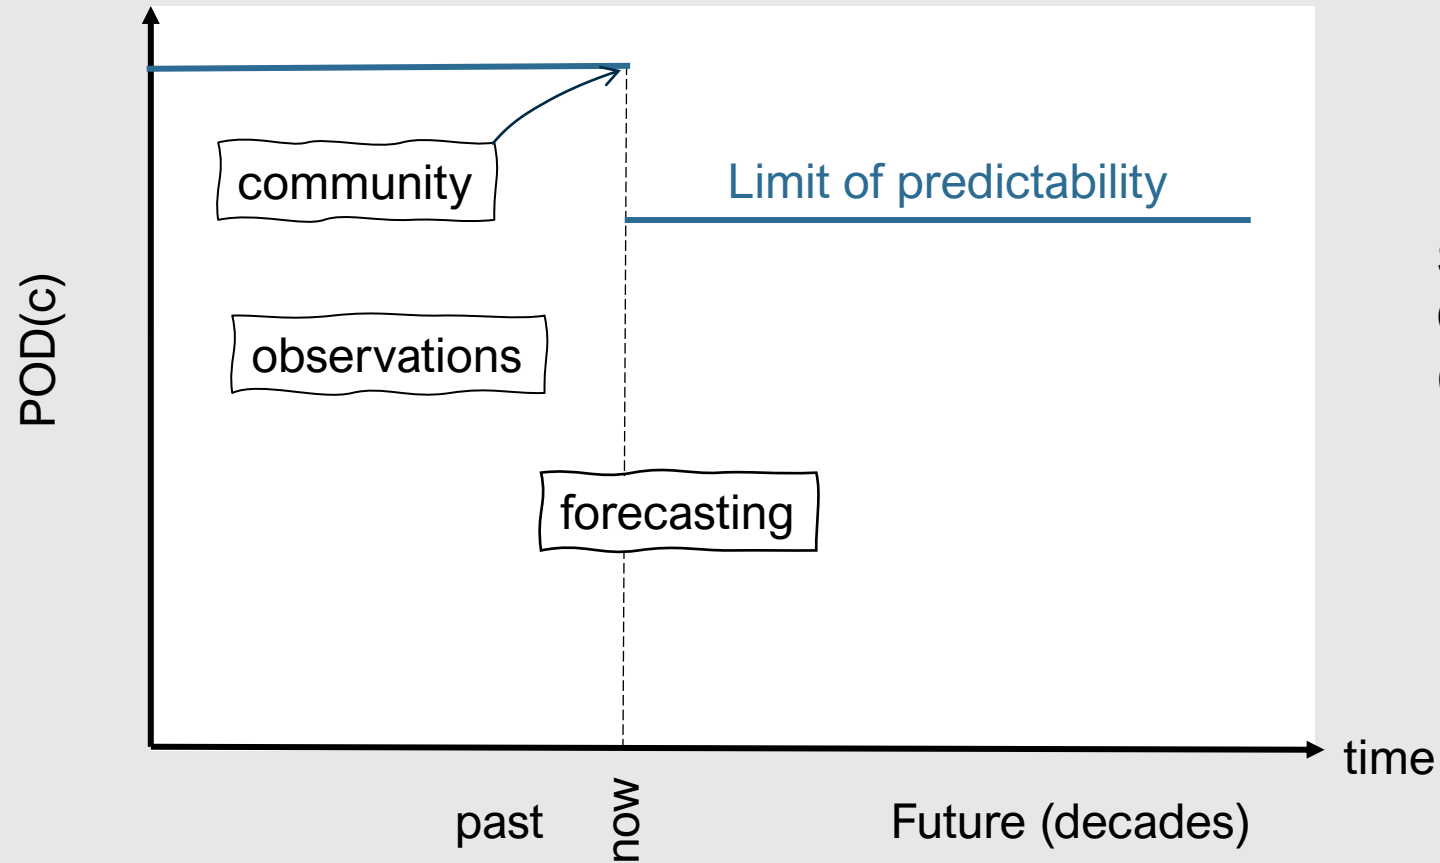 community
Limit of predictability
observations
POD(c)
forecasting
time
past
now
Future (decades)